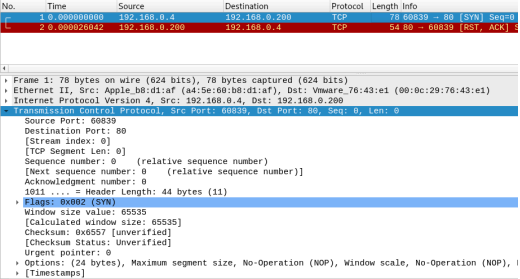 No. Time Source Destination Protocol Length Info
1 0.000000000 192.168.0.4 192.168.0.200 TCP 78 60839 → 80 [SYN] Seq=0
2 0.000026042 192.168.0.200 192.168.0.4 TCP 54 80 → 60839 [RST, ACK] S
Frame 1: 78 bytes on wire (624 bits), 78 bytes captured (624 bits)
Ethernet II, Src: Apple_b8:d1:af (a4:5e:60:b8:d1:af), Dst: Vmware_76:43:e1 (00:0c:29:76:43:e1)
Internet Protocol Version 4, Src: 192.168.0.4, Dst: 192.168.0.200
Transmission Control Protocol, Src Port: 60839, Dst Port: 80, Seq: 0, Len: 0
Source Port: 60839
Destination Port: 80
[Stream index: 0]
[TCP Segment Len: 0]
Sequence number: 0 (relative sequence number)
[Next sequence number: 0 (relative sequence number)]
Acknowledgment number: 0
1011 .... = Header Length: 44 bytes (11)
Flags: 0x002 (SYN)
Window size value: 65535
[Calculated window size: 65535]
Checksum: 0x6557 [unverified]
[Checksum Status: Unverified]
Urgent pointer: 0
Options: (24 bytes), Maximum segment size, No-Operation (NOP), Window scale, No-Operation (NOP),
[Timestamps]